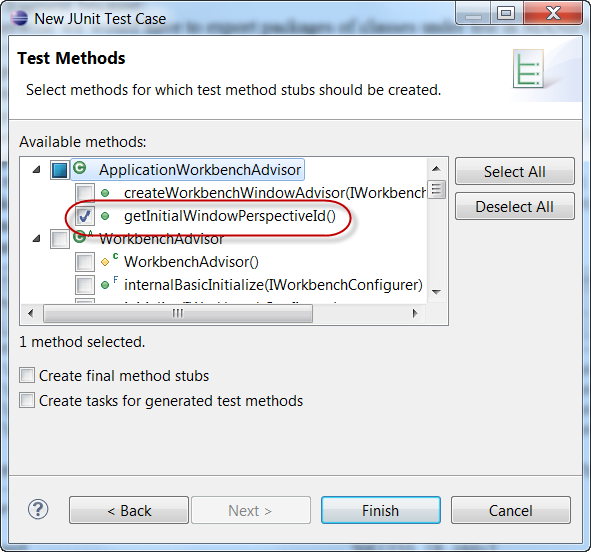 New JUnit Test Case
Test Methods
Select methods for which test method stubs should be created.
Available methods:
ApplicationWorkbenchAdvisor
createWorkbenchWindowAdvisor(IWorkbench
getInitialWindowPerspectiveId()
WorkbenchAdvisor
WorkbenchAdvisor()
internalBasicInitialize(IWorkbenchConfigurer)
Select All
Deselect All
1 method selected.
Create final method stubs
Create tasks for generated test methods
< Back
Next >
Finish
Cancel